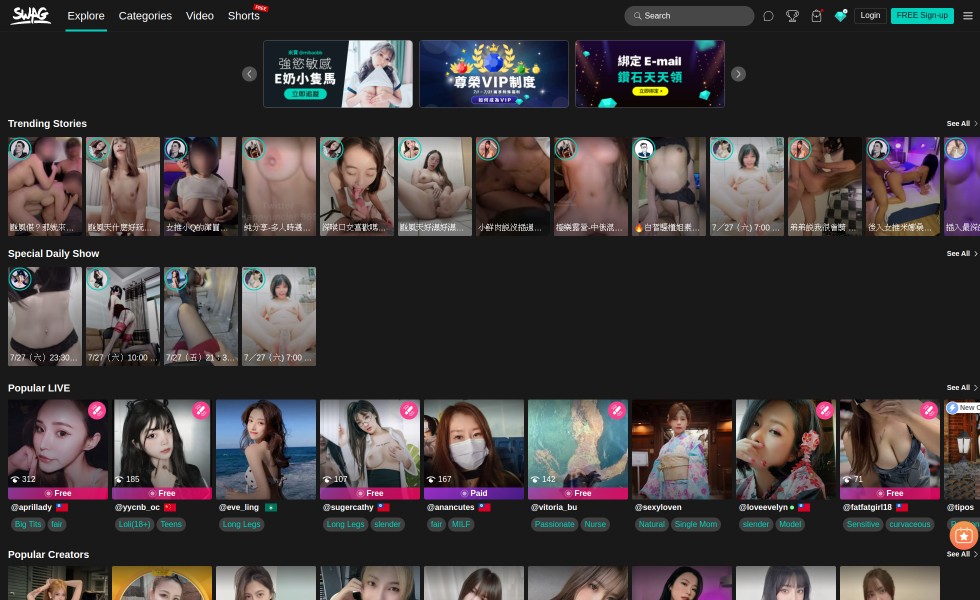 SWAG
Explore
Categories
Video
Shorts
FREE
Search
Login
FREE Sign-up
強慾敏感
E奶小隻馬
立即追蹤
尊榮VIP制度
如何成為VIP
綁定 E-mail
鑽石天天領
立即綁定
Trending Stories
See All
7／27（六）7:00 ...
Special Daily Show
See All
7/27（六）23:30...
7/27（六）10:00 ...
7/27（五）21：3...
7／27（六）7:00 ...
Popular LIVE
See All
312
Free
@aprillady
Big Tits
fair
185
Free
@yycnb_oc
Loli(18+)
Teens
@eve_ling
Long Legs
107
Free
@sugercathy
Long Legs
slender
167
Paid
@anancutes
fair
MILF
142
Free
@vitoria_bu
Passionate
Nurse
@sexyloven
Natural
Single Mom
@loveevelyn
slender
Model
71
Free
@fatfatgirl18
Sensitive
curvaceous
New C
@tipos
Popular Creators
See All